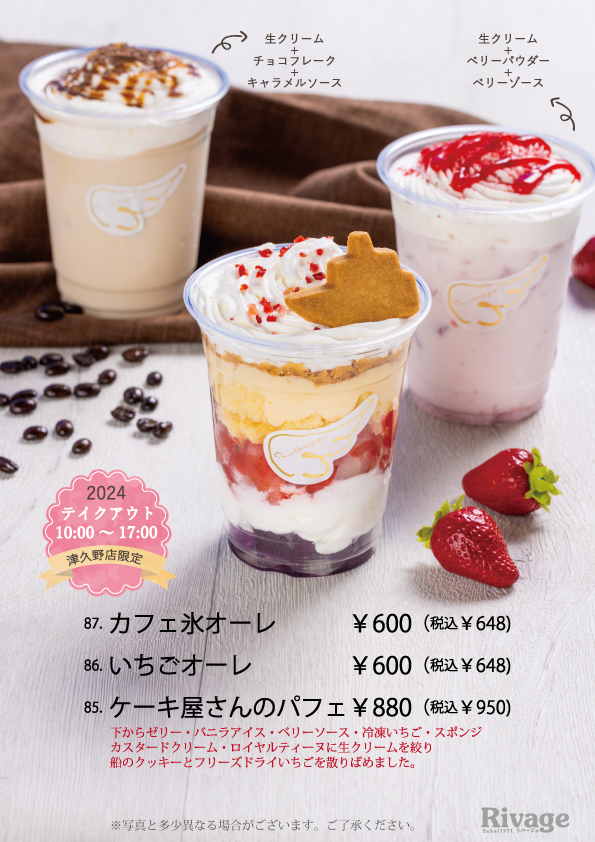 生クリーム
+
チョコフレーク
+
キャラメルソース
生クリーム
+
ベリーパウダー
+
ベリーゾース
2024
テイクアウト
10:00 ～ 17:00
津久野店限定
87. カフェ氷オーレ ￥600 (税込￥648)
86. いちごオーレ ￥600 (税込￥648)
85. ケーキ屋さんのパフェ ￥880 (税込￥950)
下からゼリー・バニラアイス・ベリーソース・冷凍いちご・スポンジ
カスタードクリーム・ロイヤルティーヌに生クリームを絞り
船のクッキーとフリーズドライいちごを散りばめました。
※写真と多少異なる場合がございます。ご了承ください。
Rivage
Sakai1971 リバージュ